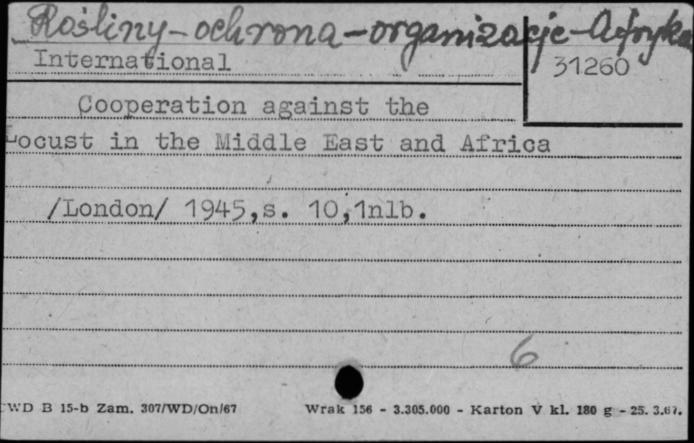 Rośliny-ochrona-organizacje-Afryka
International
31260
Cooperation against the
Locust in the Middle East and Africa
/London/ 1945,s. 10,1nlb.
6
CWD B 15-b Zam. 307/WD/On/67 Wrak 156 - 3.305.000 - Karton V kl. 180 g - 25. 3.67.